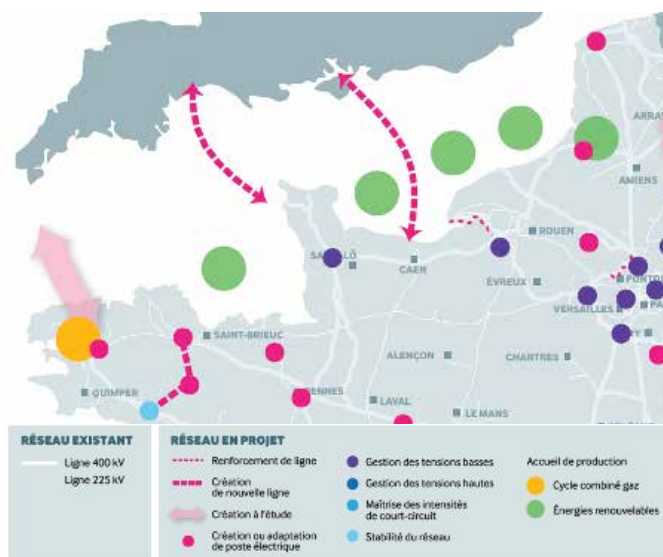 ARRAS
AMIENS
ROUEN
SAINT-LÔ
CAEN
ÉVREUX
VERSAILLES
SAINT-BRIEUC
ALENÇON
CHARTRES
QUIMPER
RENNES
LAVAL
LE MANS
RÉSEAU EXISTANT
Ligne 400 kV
Ligne 225 kV
RÉSEAU EN PROJET
Renforcement de ligne
Création
de nouvelle ligne
Création à l'étude
Création ou adaptation
de poste électrique
Gestion des tensions basses
Gestion des tensions hautes
Maîtrise des intensités
de court-circuit
Stabilité du réseau
Accueil de production
Cycle combiné gaz
Énergies renouvelables